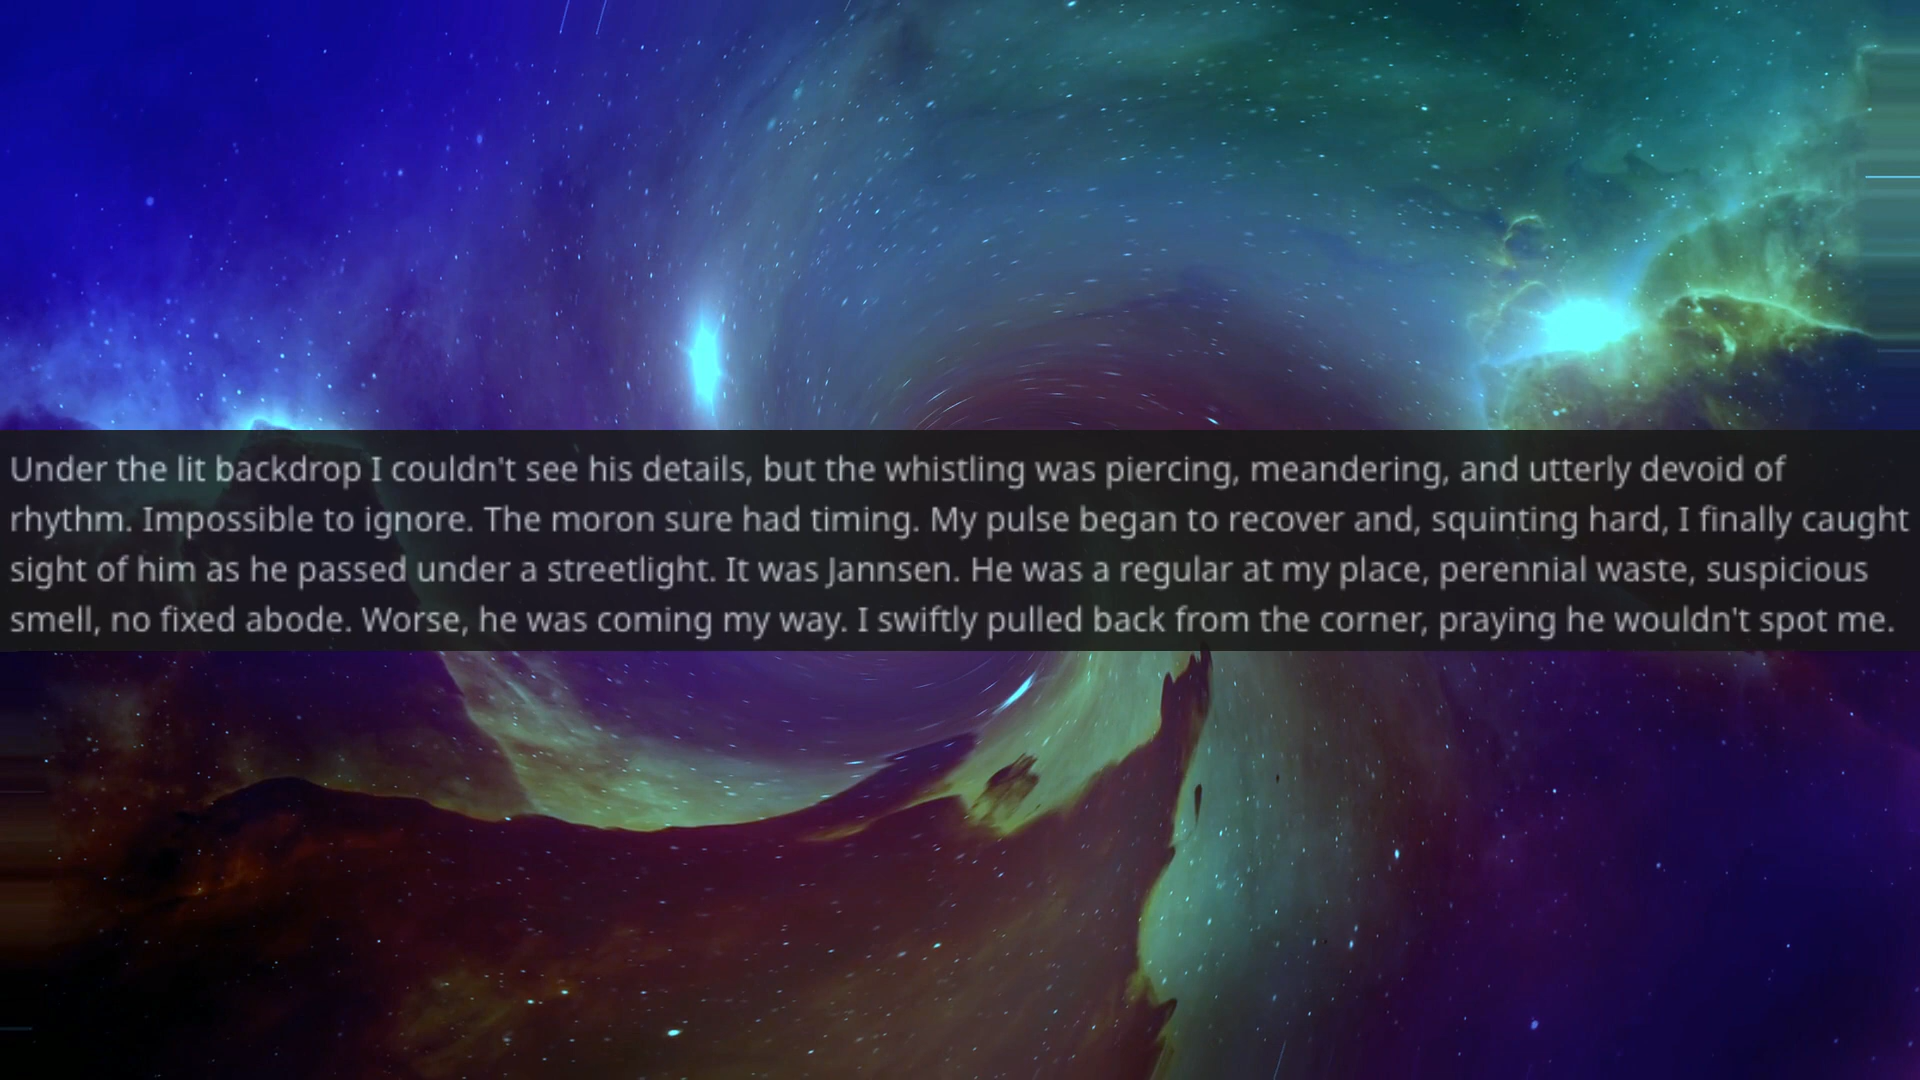 Under the lit backdrop I couldn't see his details, but the whistling was piercing, meandering, and utterly devoid of
rhythm. Impossible to ignore. The moron sure had timing. My pulse began to recover and, squinting hard, I finally caught
sight of him as he passed under a streetlight. It was Jannsen. He was a regular at my place, perennial waste, suspicious
smell, no fixed abode. Worse, he was coming my way. I swiftly pulled back from the corner, praying he wouldn't spot me.